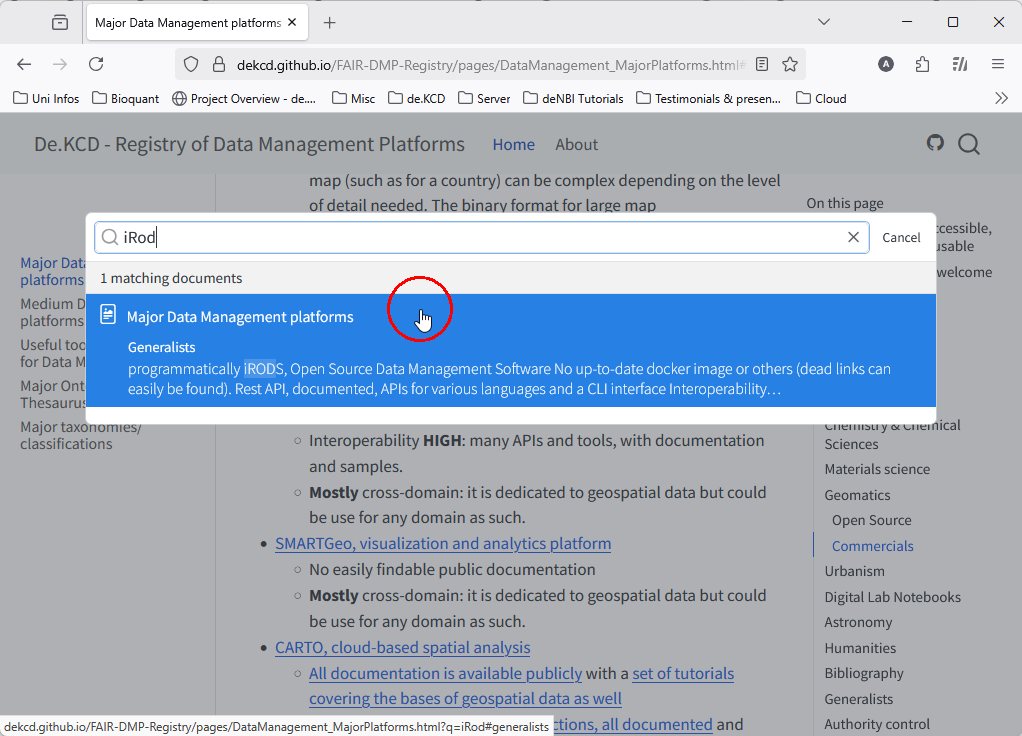 Major Data Management platforms
dekcd.github.io/FAIR-DMP-Registry/pages/DataManagement_MajorPlatforms.html#
A
Uni Infos
Bioquant
Project Overview - de....
Misc
de.KCD
Server
deNBI Tutorials
Testimonials & presen...
Cloud
De.KCD - Registry of Data Management Platforms
Home
About
map (such as for a country) can be complex depending on the level
of detail needed. The binary format for large map
On this page
ccessible,
usable
welcome
Major Data
platforms
Medium D
platforms
Useful too
for Data M
Major Ont
Thesaurus
Major taxonomies/
classifications
iRod
Cancel
1 matching documents
Major Data Management platforms
Generalists
programmatically iRODS, Open Source Data Management Software No up-to-date docker image or others (dead links can
easily be found). Rest API, documented, APIs for various languages and a CLI interface Interoperability…
Interoperability HIGH: many APIs and tools, with documentation
and samples.
Mostly cross-domain: it is dedicated to geospatial data but could
be use for any domain as such.
SMARTGeo, visualization and analytics platform
No easily findable public documentation
Mostly cross-domain: it is dedicated to geospatial data but could
be use for any domain as such.
CARTO, cloud-based spatial analysis
All documentation is available publicly with a set of tutorials
covering the bases of geospatial data as well
ctions, all documented and
Chemistry & Chemical
Sciences
Materials science
Geomatics
Open Source
Commercials
Urbanism
Digital Lab Notebooks
Astronomy
Humanities
Bibliography
Generalists
Authority control
dekcd.github.io/FAIR-DMP-Registry/pages/DataManagement_MajorPlatforms.html?q=iRod#generalists